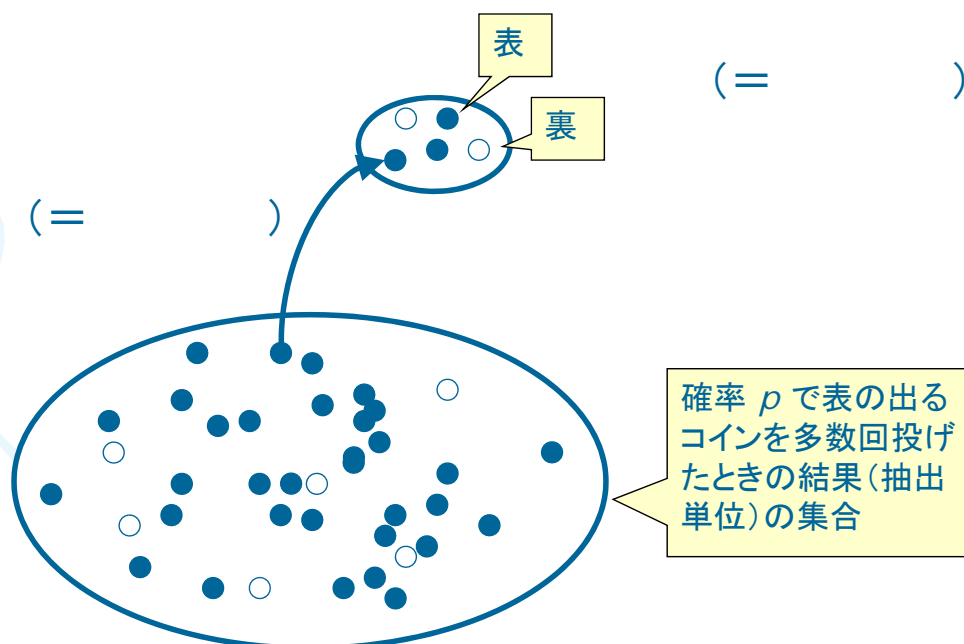 表
(=　　　　)
裏
(=　　　　)
確率 p で表の出る
コインを多数回投げ
たときの結果(抽出
単位)の集合